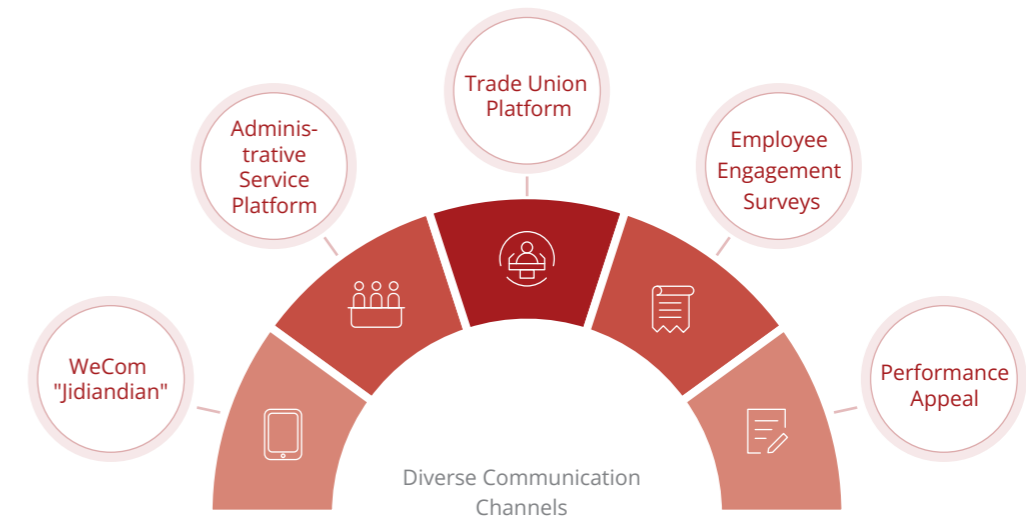 Trade Union
Platform
Adminis-
trative
Service
Platform
Employee
Engagement
Surveys
WeCom
"Jidiandian"
Performance
Appeal
Diverse Communication
Channels